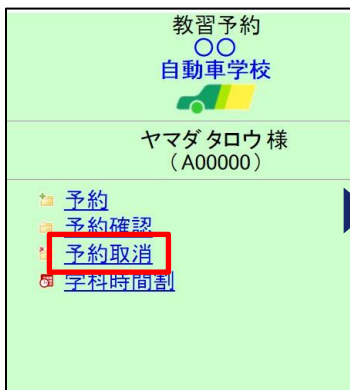 教習予約
○○
自動車学校
ヤマダ タロウ 様
（A00000）
予約
予約確認
予約取消
学科時間割